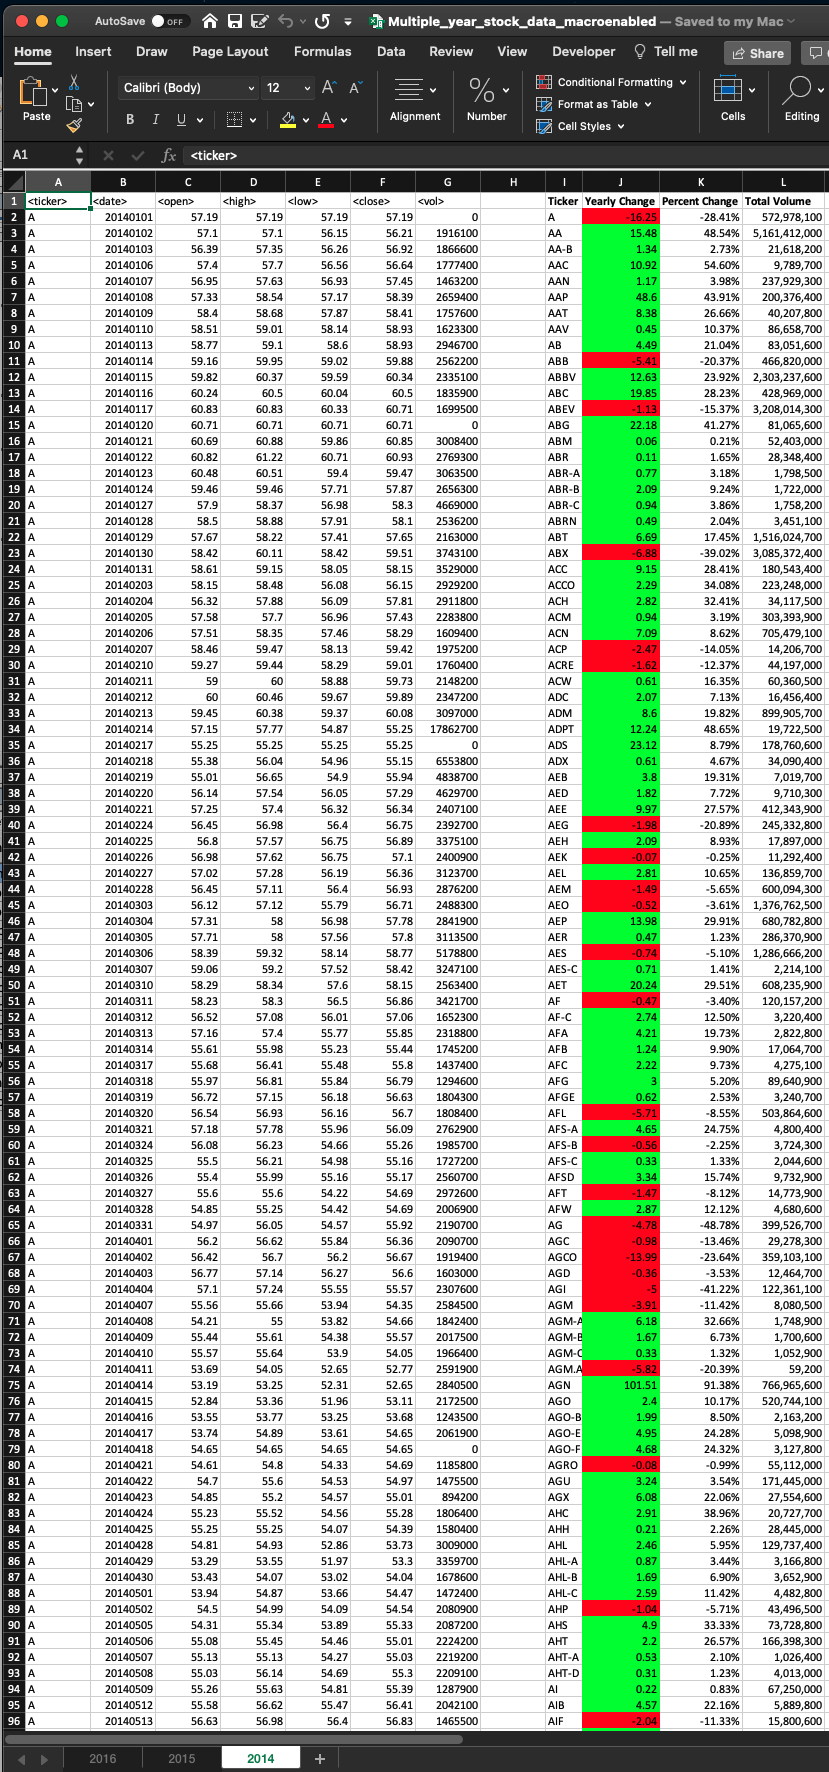 AutoSave OFF Multiple_year_stock_data_macroenabled — Saved to my Mac
Home Insert Draw Page Layout Formulas Data Review View Developer Tell me Share
Paste Calibri (Body) 12 A A B I U A Alignment % Number Conditional Formatting Format as Table Cell Styles Cells Editing
A1 fx <ticker>
A B C D E F G H I J K L
1 <ticker> <date> <open> <high> <low> <close> <vol> Ticker Yearly Change Percent Change Total Volume
2 A 20140101 57.19 57.19 57.19 57.19 0 A -16.25 -28.41% 572,978,100
3 A 20140102 57.1 57.1 56.15 56.21 1916100 AA 15.48 48.54% 5,161,412,000
4 A 20140103 56.39 57.35 56.26 56.92 1866600 AA-B 1.34 2.73% 21,618,200
5 A 20140106 57.4 57.7 56.56 56.64 1777400 AAC 10.92 54.60% 9,789,700
6 A 20140107 56.95 57.63 56.93 57.45 1463200 AAN 1.17 3.98% 237,929,300
7 A 20140108 57.33 58.54 57.17 58.39 2659400 AAP 48.6 43.91% 200,376,400
8 A 20140109 58.4 58.68 57.87 58.41 1757600 AAT 8.38 26.66% 40,207,800
9 A 20140110 58.51 59.01 58.14 58.93 1623300 AAV 0.45 10.37% 86,658,700
10 A 20140113 58.77 59.1 58.6 58.93 2946700 AB 4.49 21.04% 83,051,600
11 A 20140114 59.16 59.95 59.02 59.88 2562200 ABB -5.41 -20.37% 466,820,000
12 A 20140115 59.82 60.37 59.59 60.34 2335100 ABBV 12.63 23.92% 2,303,237,600
13 A 20140116 60.24 60.5 60.04 60.5 1835900 ABC 19.85 28.23% 428,969,000
14 A 20140117 60.83 60.83 60.33 60.71 1699500 ABEV -1.13 -15.37% 3,208,014,300
15 A 20140120 60.71 60.71 60.71 60.71 0 ABG 22.18 41.27% 81,065,600
16 A 20140121 60.69 60.88 59.86 60.85 3008400 ABM 0.06 0.21% 52,403,000
17 A 20140122 60.82 61.22 60.71 60.93 2769300 ABR 0.11 1.65% 28,348,400
18 A 20140123 60.48 60.51 59.4 59.47 3063500 ABR-A 0.77 3.18% 1,798,500
19 A 20140124 59.46 59.46 57.71 57.87 2656300 ABR-B 2.09 9.24% 1,722,000
20 A 20140127 57.9 58.37 56.98 58.3 4669000 ABR-C 0.94 3.86% 1,758,200
21 A 20140128 58.5 58.88 57.91 58.1 2536200 ABRN 0.49 2.04% 3,451,100
22 A 20140129 57.67 58.22 57.41 57.65 2163000 ABT 6.69 17.45% 1,516,024,700
23 A 20140130 58.42 60.11 58.42 59.51 3743100 ABX -6.88 -39.02% 3,085,372,400
24 A 20140131 58.61 59.15 58.05 58.15 3529000 ACC 9.15 28.41% 180,543,400
25 A 20140203 58.15 58.48 56.08 56.15 2929200 ACCO 2.29 34.08% 223,248,000
26 A 20140204 56.32 57.88 56.09 57.81 2911800 ACH 2.82 32.41% 34,117,500
27 A 20140205 57.58 57.7 56.96 57.43 2283800 ACM 0.94 3.19% 303,393,900
28 A 20140206 57.51 58.35 57.46 58.29 1609400 ACN 7.09 8.62% 705,479,100
29 A 20140207 58.46 59.47 58.13 59.42 1975200 ACP -2.47 -14.05% 14,206,700
30 A 20140210 59.27 59.44 58.29 59.01 1760400 ACRE -1.62 -12.37% 44,197,000
31 A 20140211 59 60 58.88 59.73 2148200 ACW 0.61 16.35% 60,360,500
32 A 20140212 60 60.46 59.67 59.89 2347200 ADC 2.07 7.13% 16,456,400
33 A 20140213 59.45 60.38 59.37 60.08 3097000 ADM 8.6 19.82% 899,905,700
34 A 20140214 57.15 57.77 54.87 55.25 17862700 ADPT 12.24 48.65% 19,722,500
35 A 20140217 55.25 55.25 55.25 55.25 0 ADS 23.12 8.79% 178,760,600
36 A 20140218 55.38 56.04 54.96 55.15 6553800 ADX 0.61 4.67% 34,090,400
37 A 20140219 55.01 56.65 54.9 55.94 4838700 AEB 3.8 19.31% 7,019,700
38 A 20140220 56.14 57.54 56.05 57.29 4629700 AED 1.82 7.72% 9,710,300
39 A 20140221 57.25 57.4 56.32 56.34 2407100 AEE 9.97 27.57% 412,343,900
40 A 20140224 56.45 56.98 56.4 56.75 2392700 AEG -1.98 -20.89% 245,332,800
41 A 20140225 56.8 57.57 56.75 56.89 3375100 AEH 2.09 8.93% 17,897,000
42 A 20140226 56.98 57.62 56.75 57.1 2400900 AEK -0.07 -0.25% 11,292,400
43 A 20140227 57.02 57.28 56.19 56.36 3123700 AEL 2.81 10.65% 136,859,700
44 A 20140228 56.45 57.11 56.4 56.93 2876200 AEM -1.49 -5.65% 600,094,300
45 A 20140303 56.12 57.12 55.79 56.71 2488300 AEO -0.52 -3.61% 1,376,762,500
46 A 20140304 57.31 58 56.98 57.78 2841900 AEP 13.98 29.91% 680,782,800
47 A 20140305 57.71 58 57.56 57.8 3113500 AER 0.47 1.23% 286,370,900
48 A 20140306 58.39 59.32 58.14 58.77 5178800 AES -0.74 -5.10% 1,286,666,200
49 A 20140307 59.06 59.2 57.52 58.42 3247100 AES-C 0.71 1.41% 2,214,100
50 A 20140310 58.29 58.34 57.6 58.15 2563400 AET 20.24 29.51% 608,235,900
51 A 20140311 58.23 58.3 56.5 56.86 3421700 AF -0.47 -3.40% 120,157,200
52 A 20140312 56.52 57.08 56.01 57.06 1652300 AF-C 2.74 12.50% 3,220,400
53 A 20140313 57.16 57.4 55.77 55.85 2318800 AFA 4.21 19.73% 2,822,800
54 A 20140314 55.61 55.98 55.23 55.44 1745200 AFB 1.24 9.90% 17,064,700
55 A 20140317 55.68 56.41 55.48 55.8 1437400 AFC 2.22 9.73% 4,275,100
56 A 20140318 55.97 56.81 55.84 56.79 1294600 AFG 3 5.20% 89,640,900
57 A 20140319 56.72 57.15 56.18 56.63 1804300 AFGE 0.62 2.53% 3,240,700
58 A 20140320 56.54 56.93 56.16 56.7 1808400 AFL -5.71 -8.55% 503,864,600
59 A 20140321 57.18 57.78 55.96 56.09 2762900 AFS-A 4.65 24.75% 4,800,400
60 A 20140324 56.08 56.23 54.66 55.26 1985700 AFS-B -0.56 -2.25% 3,724,300
61 A 20140325 55.5 56.21 54.98 55.16 1727200 AFS-C 0.33 1.33% 2,044,600
62 A 20140326 55.4 55.99 55.16 55.17 2560700 AFSD 3.34 15.74% 9,732,900
63 A 20140327 55.6 55.6 54.22 54.69 2972600 AFT -1.47 -8.12% 14,773,900
64 A 20140328 54.85 55.25 54.42 54.69 2006900 AFW 2.87 12.12% 4,680,600
65 A 20140331 54.97 56.05 54.57 55.92 2190700 AG -4.78 -48.78% 399,526,700
66 A 20140401 56.2 56.62 55.84 56.36 2090700 AGC -0.98 -13.46% 29,278,300
67 A 20140402 56.42 56.7 56.2 56.67 1919400 AGCO -13.99 -23.64% 359,103,100
68 A 20140403 56.77 57.14 56.27 56.6 1603000 AGD -0.36 -3.53% 12,464,700
69 A 20140404 57.1 57.24 55.55 55.57 2307600 AGI -5 -41.22% 122,361,100
70 A 20140407 55.56 55.66 53.94 54.35 2584500 AGM -3.91 -11.42% 8,080,500
71 A 20140408 54.21 55 53.82 54.66 1842400 AGM-A 6.18 32.66% 1,748,900
72 A 20140409 55.44 55.61 54.38 55.57 2017500 AGM-B 1.67 6.73% 1,700,600
73 A 20140410 55.57 55.64 53.9 54.05 1966400 AGM-C 0.33 1.32% 1,052,900
74 A 20140411 53.69 54.05 52.65 52.77 2591900 AGM.A -5.82 -20.39% 59,200
75 A 20140414 53.19 53.25 52.31 52.65 2840500 AGN 101.51 91.38% 766,965,600
76 A 20140415 52.84 53.36 51.96 53.11 2172500 AGO 2.4 10.17% 520,744,100
77 A 20140416 53.55 53.77 53.25 53.68 1243500 AGO-B 1.99 8.50% 2,163,200
78 A 20140417 53.74 54.89 53.61 54.65 2061900 AGO-E 4.95 24.28% 5,098,900
79 A 20140418 54.65 54.65 54.65 54.65 0 AGO-F 4.68 24.32% 3,127,800
80 A 20140421 54.61 54.8 54.33 54.69 1185800 AGRO -0.08 -0.99% 55,112,000
81 A 20140422 54.7 55.6 54.53 54.97 1475500 AGU 3.24 3.54% 171,445,000
82 A 20140423 54.85 55.2 54.57 55.01 894200 AGX 6.08 22.06% 27,554,600
83 A 20140424 55.23 55.52 54.56 55.28 1806400 AHC 2.91 38.96% 20,727,700
84 A 20140425 55.25 55.25 54.07 54.39 1580400 AHH 0.21 2.26% 28,445,000
85 A 20140428 54.81 54.93 52.86 53.73 3009000 AHL 2.46 5.95% 129,737,400
86 A 20140429 53.29 53.55 51.97 53.3 3359700 AHL-A 0.87 3.44% 3,166,800
87 A 20140430 53.43 54.07 53.02 54.04 1678600 AHL-B 1.69 6.90% 3,652,900
88 A 20140501 53.94 54.87 53.66 54.47 1472400 AHL-C 2.59 11.42% 4,482,800
89 A 20140502 54.5 54.99 54.09 54.54 2080900 AHP -1.04 -5.71% 43,496,500
90 A 20140505 54.31 55.34 53.89 55.33 2087200 AHS 4.9 33.33% 73,728,800
91 A 20140506 55.08 55.45 54.46 55.01 2224200 AHT 2.2 26.57% 166,398,300
92 A 20140507 55.13 55.13 54.27 55.03 2219200 AHT-A 0.53 2.10% 1,026,400
93 A 20140508 55.03 56.14 54.69 55.3 2209100 AHT-D 0.31 1.23% 4,013,000
94 A 20140509 55.26 55.63 54.81 55.39 1287900 AI 0.22 0.83% 67,250,000
95 A 20140512 55.58 56.62 55.47 56.41 2042100 AIB 4.57 22.16% 5,889,800
96 A 20140513 56.63 56.98 56.4 56.83 1465500 AIF -2.04 -11.33% 15,800,600
2016 2015 2014 +